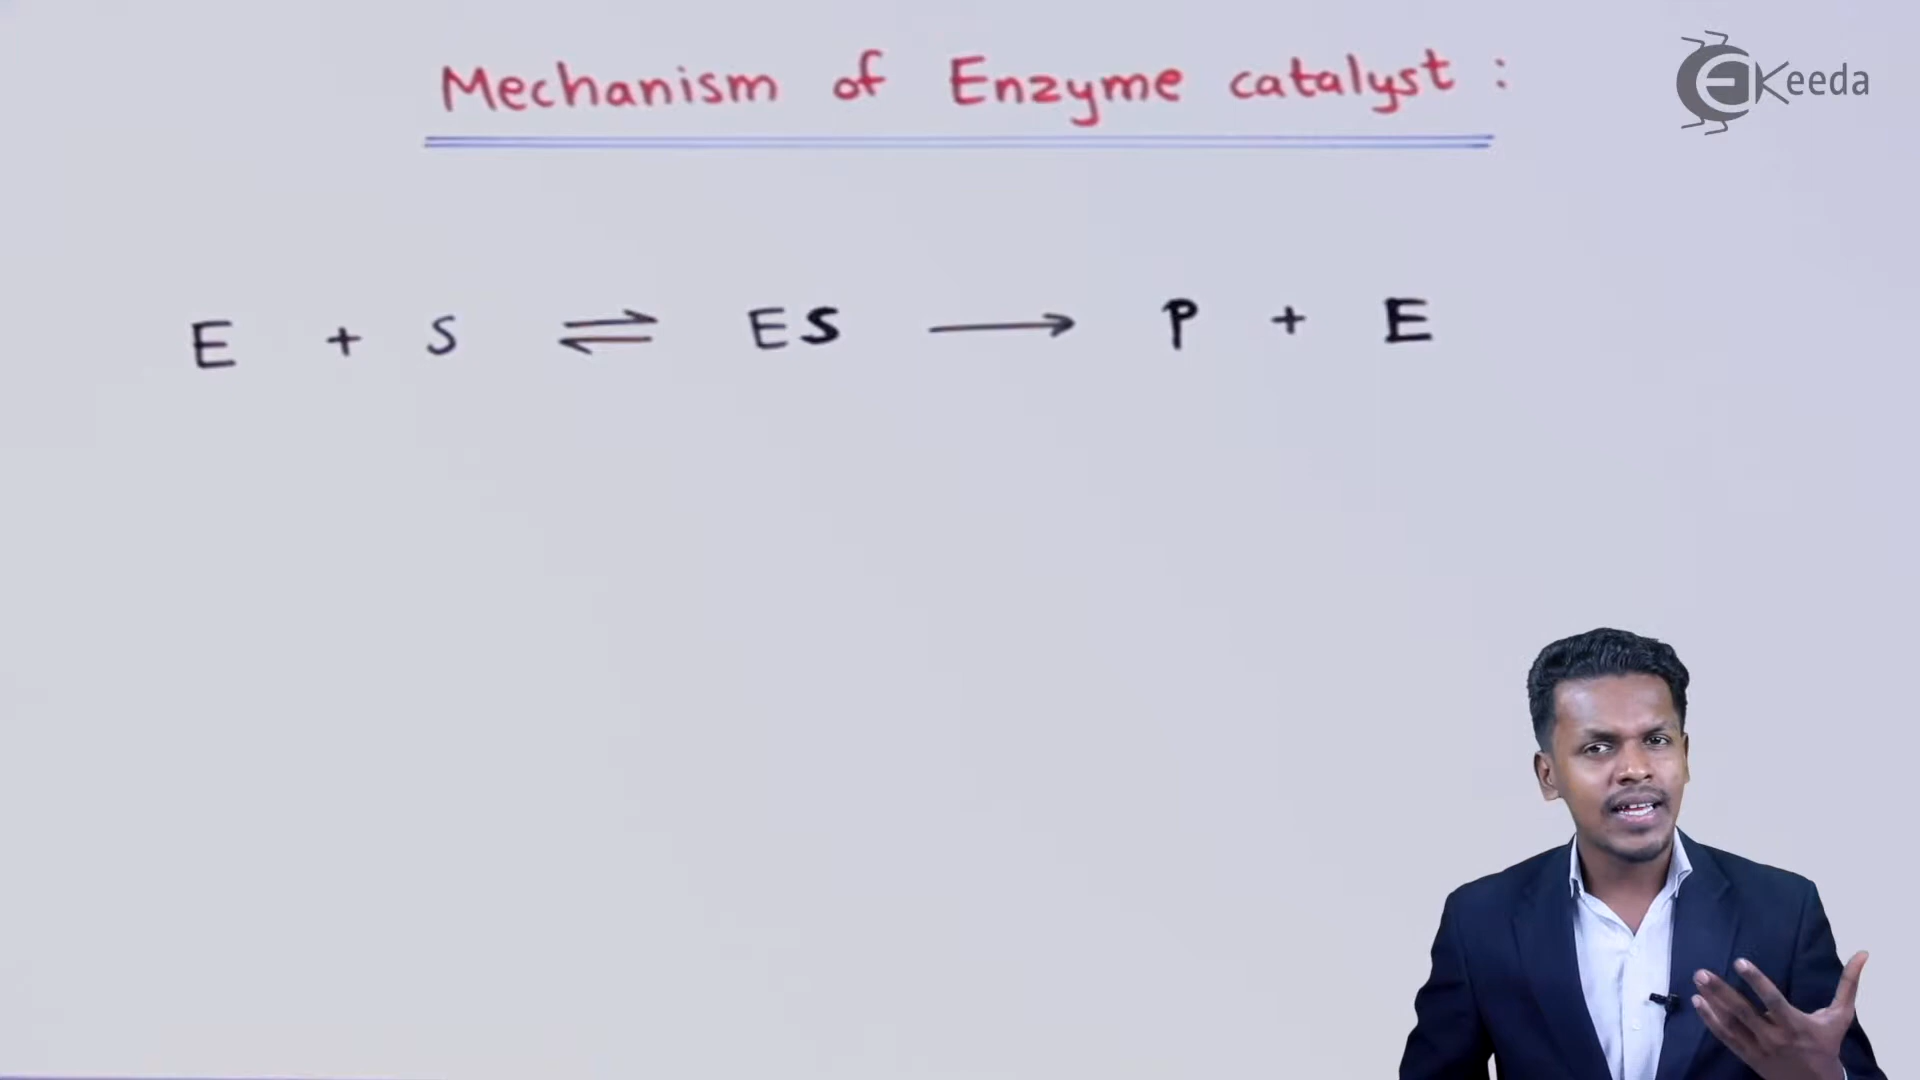 Mechanism of Enzyme catalyst :
EKeeda
E + S ⇌ ES ⟶ P + E